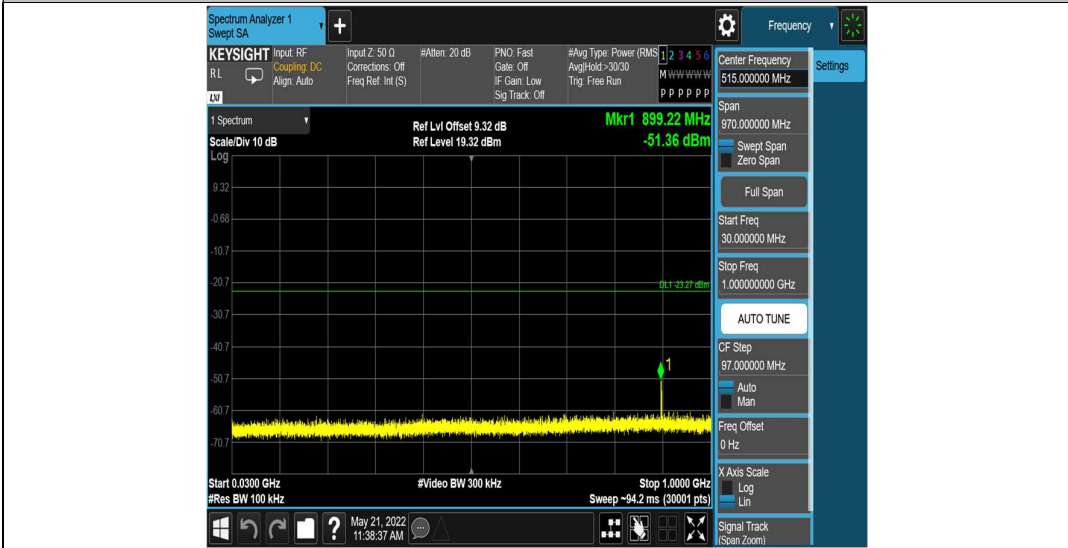 Spectrum Analyzer 1
Swept SA
Frequency
KEYSIGHT
RL
LXI
Input: RF
Coupling: DC
Align: Auto
Input Z: 50 Ω
Corrections: Off
Freq Ref: Int (S)
#Atten: 20 dB
PNO: Fast
Gate: Off
IF Gain: Low
Sig Track: Off
#Avg Type: Power (RMS
Avg|Hold:>30/30
Trig: Free Run
1 2 3 4 5 6
M W W W W W
P P P P P P
1 Spectrum
Scale/Div 10 dB
Log
Ref Lvl Offset 9.32 dB
Ref Level 19.32 dBm
Mkr1 899.22 MHz
-51.36 dBm
9.32
-0.68
-10.7
-20.7
DL1 -23.27 dBm
-30.7
-40.7
1
-50.7
-60.7
-70.7
Start 0.0300 GHz
#Res BW 100 kHz
#Video BW 300 kHz
Stop 1.0000 GHz
Sweep ~94.2 ms (30001 pts)
?
May 21, 2022
11:38:37 AM
Center Frequency
515.000000 MHz
Settings
Span
970.000000 MHz
Swept Span
Zero Span
Full Span
Start Freq
30.000000 MHz
Stop Freq
1.000000000 GHz
AUTO TUNE
CF Step
97.000000 MHz
Auto
Man
Freq Offset
0 Hz
X Axis Scale
Log
Lin
Signal Track
(Span Zoom)